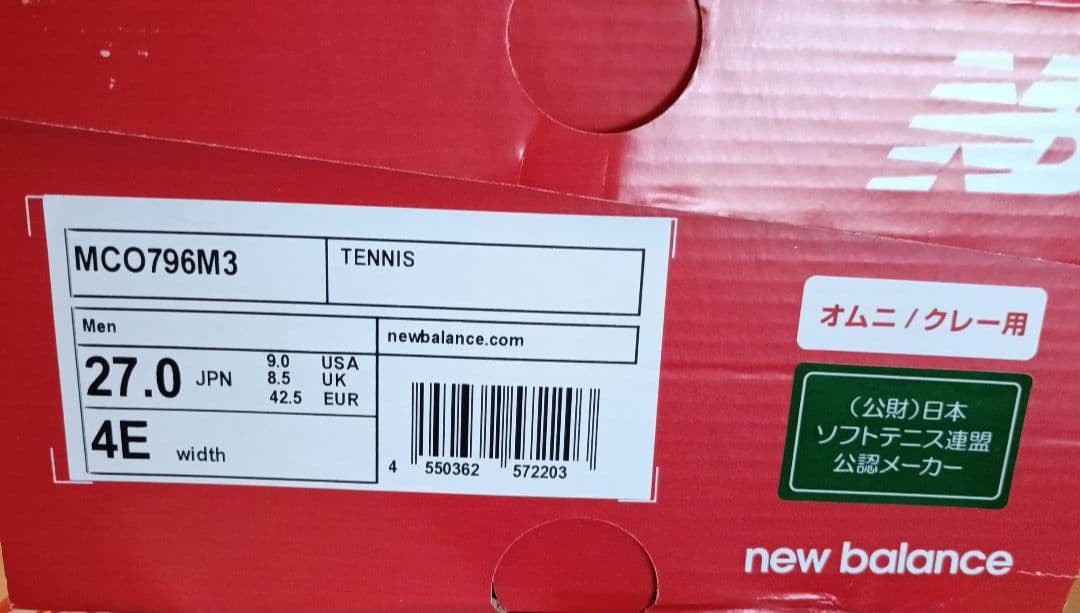 MCO796M3
TENNIS
Men
newbalance.com
27.0 JPN
9.0 USA
8.5 UK
42.5 EUR
4E width
4 550362 572203
オムニ / クレー用
（公財）日本
ソフトテニス連盟
公認メーカー
new balance